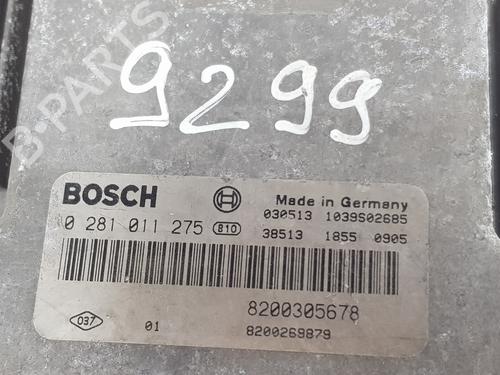 B-PARTS
9299
BOSCH
Made in Germany
0 281 011 275 B10
030513 1039S02685
38513 1855 0905
8200305678
037 01 8200269879